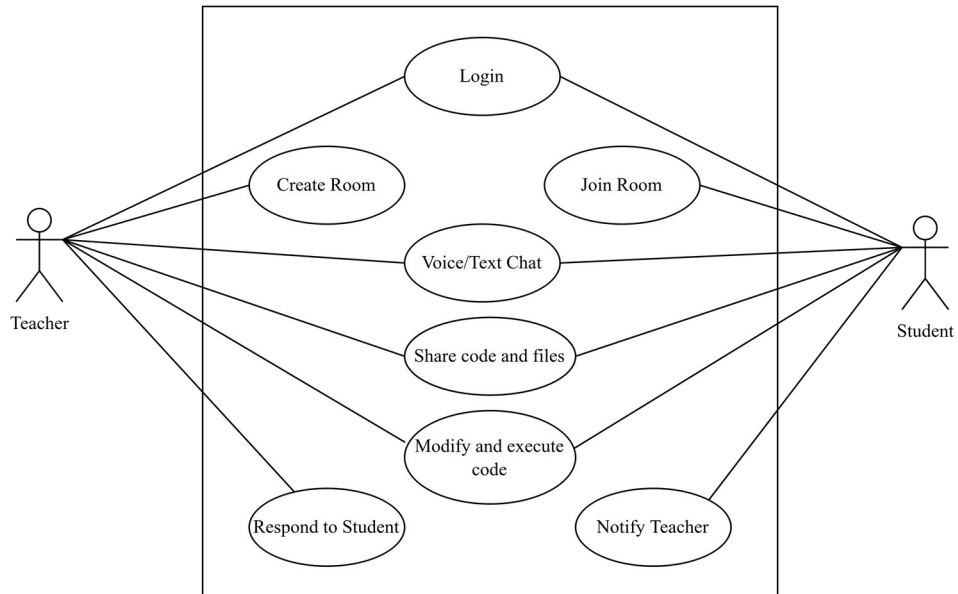 Login
Create Room
Join Room
Voice/Text Chat
Teacher
Student
Share code and files
Modify and execute
code
Respond to Student
Notify Teacher